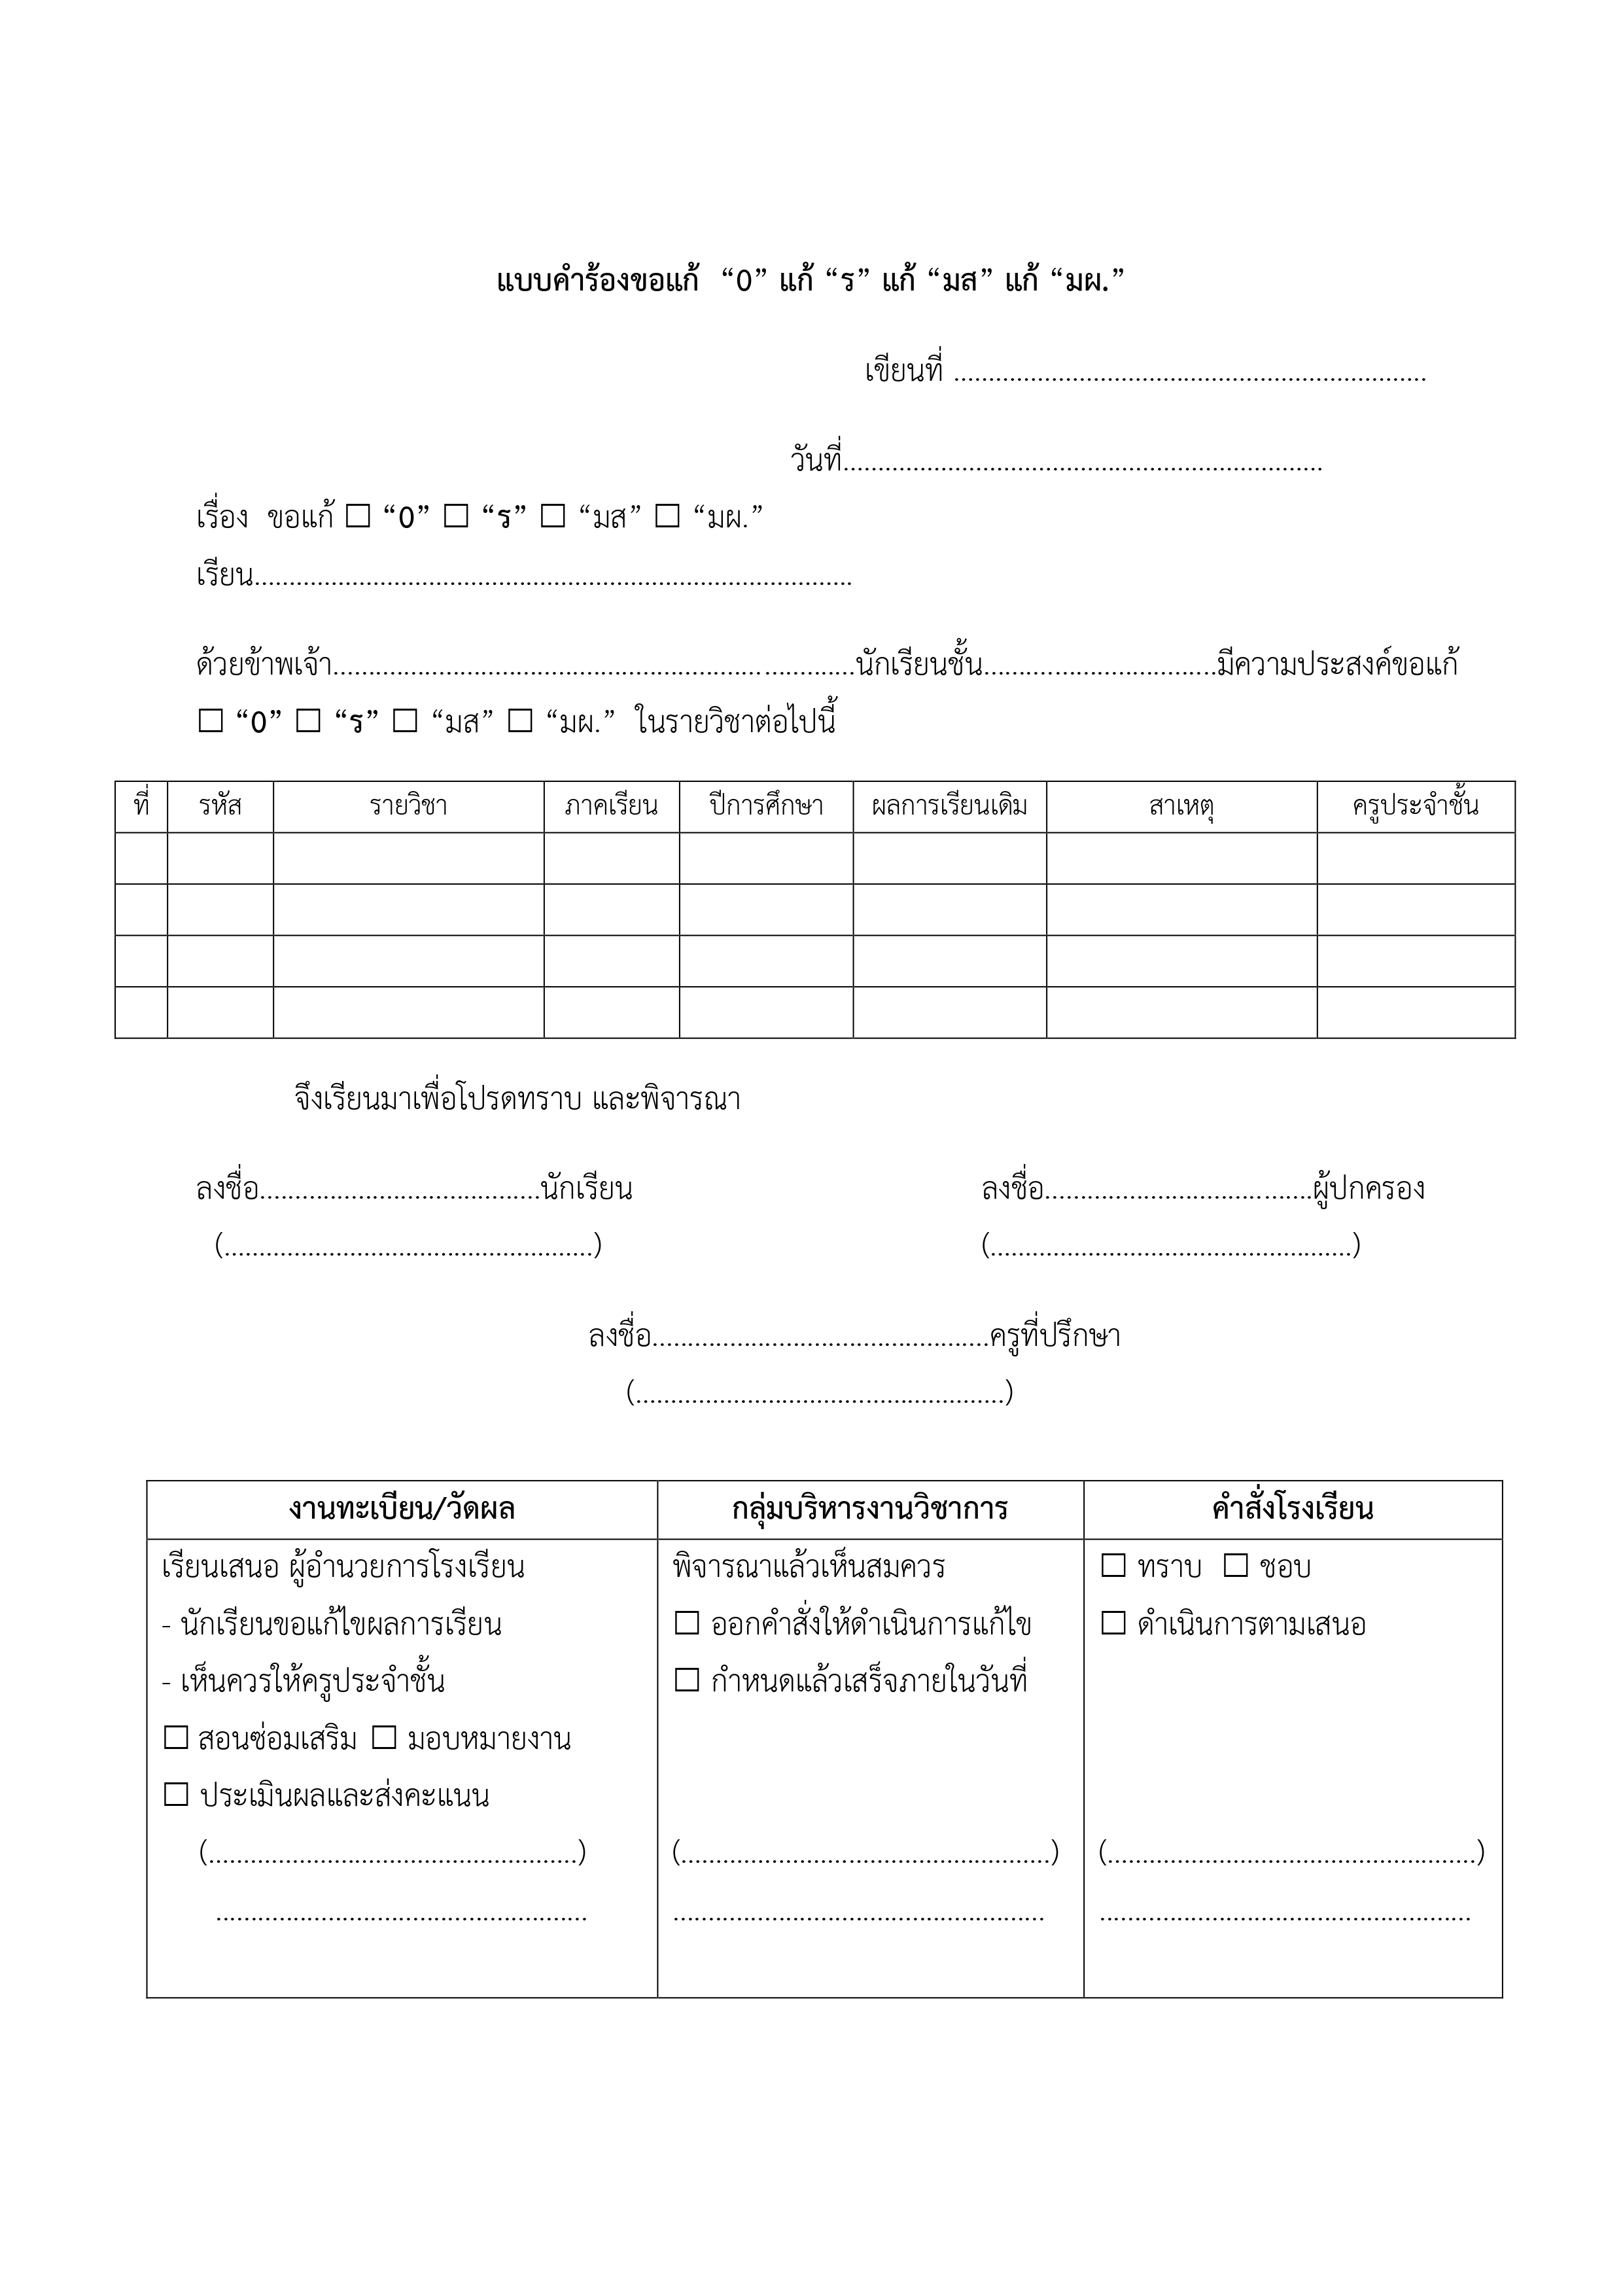 แบบคำร้องขอแก้  “0” แก้ “ร” แก้ “มส” แก้ “มผ.”
เขียนที่ ....................................................................
วันที่.....................................................................
เรื่อง  ขอแก้ ☐ “0” ☐ “ร” ☐ “มส” ☐ “มผ.”
เรียน......................................................................................
ด้วยข้าพเจ้า...........................................................................นักเรียนชั้น..................................มีความประสงค์ขอแก้
☐ “0” ☐ “ร” ☐ “มส” ☐ “มผ.”  ในรายวิชาต่อไปนี้
ที่ รหัส รายวิชา ภาคเรียน ปีการศึกษา ผลการเรียนเดิม สาเหตุ ครูประจำชั้น
จึงเรียนมาเพื่อโปรดทราบ และพิจารณา
ลงชื่อ........................................นักเรียน ลงชื่อ......................................ผู้ปกครอง
(.....................................................) (....................................................)
ลงชื่อ................................................ครูที่ปรึกษา
(.....................................................)
งานทะเบียน/วัดผล กลุ่มบริหารงานวิชาการ คำสั่งโรงเรียน
เรียนเสนอ ผู้อำนวยการโรงเรียน พิจารณาแล้วเห็นสมควร ☐ ทราบ ☐ ชอบ
- นักเรียนขอแก้ไขผลการเรียน ☐ ออกคำสั่งให้ดำเนินการแก้ไข ☐ ดำเนินการตามเสนอ
- เห็นควรให้ครูประจำชั้น ☐ กำหนดแล้วเสร็จภายในวันที่
☐ สอนซ่อมเสริม ☐ มอบหมายงาน
☐ ประเมินผลและส่งคะแนน
(.....................................................) (.....................................................) (.....................................................)
..................................................... ..................................................... .....................................................